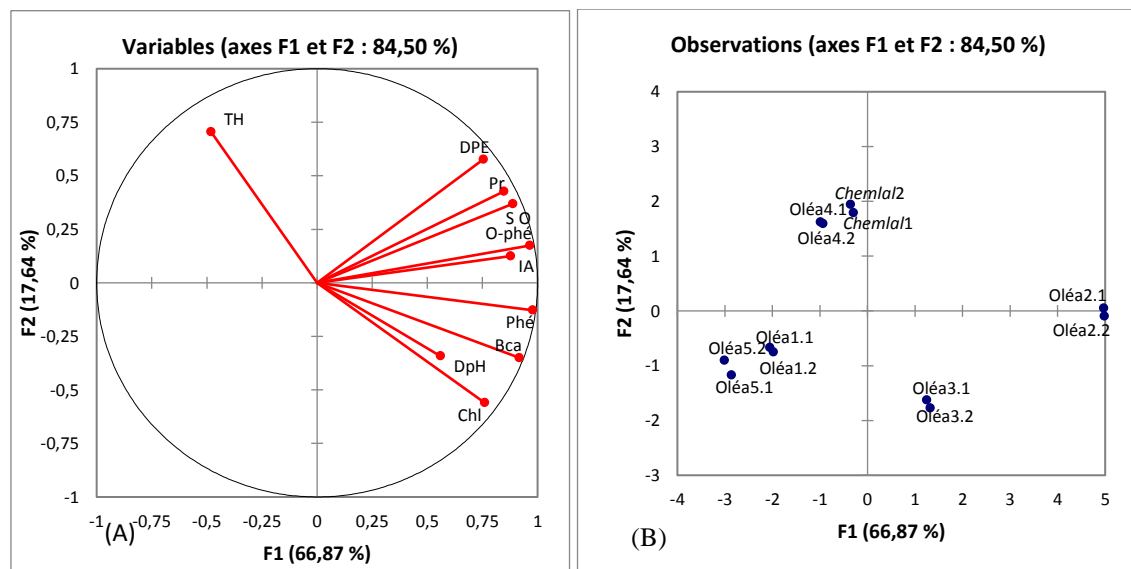 Variables (axes F1 et F2 : 84,50 %)
1
0,75
0,5
0,25
0
-0,25
-0,5
-0,75
-1
F2 (17,64 %)
TH
DPE
Pr
S O
O-phé
IA
Phé
Bca
DpH
Chl
-1 -0,75 -0,5 -0,25 0 0,25 0,5 0,75 1
(A)
F1 (66,87 %)
Observations (axes F1 et F2 : 84,50 %)
4
3
2
1
0
-1
-2
-3
F2 (17,64 %)
Chemlal2
Oléa4.1
Chemlal1
Oléa4.2
Oléa2.1
Oléa2.2
Oléa1.1
Oléa5.2
Oléa1.2
Oléa5.1
Oléa3.1
Oléa3.2
-4 -3 -2 -1 0 1 2 3 4 5
(B)
F1 (66,87 %)